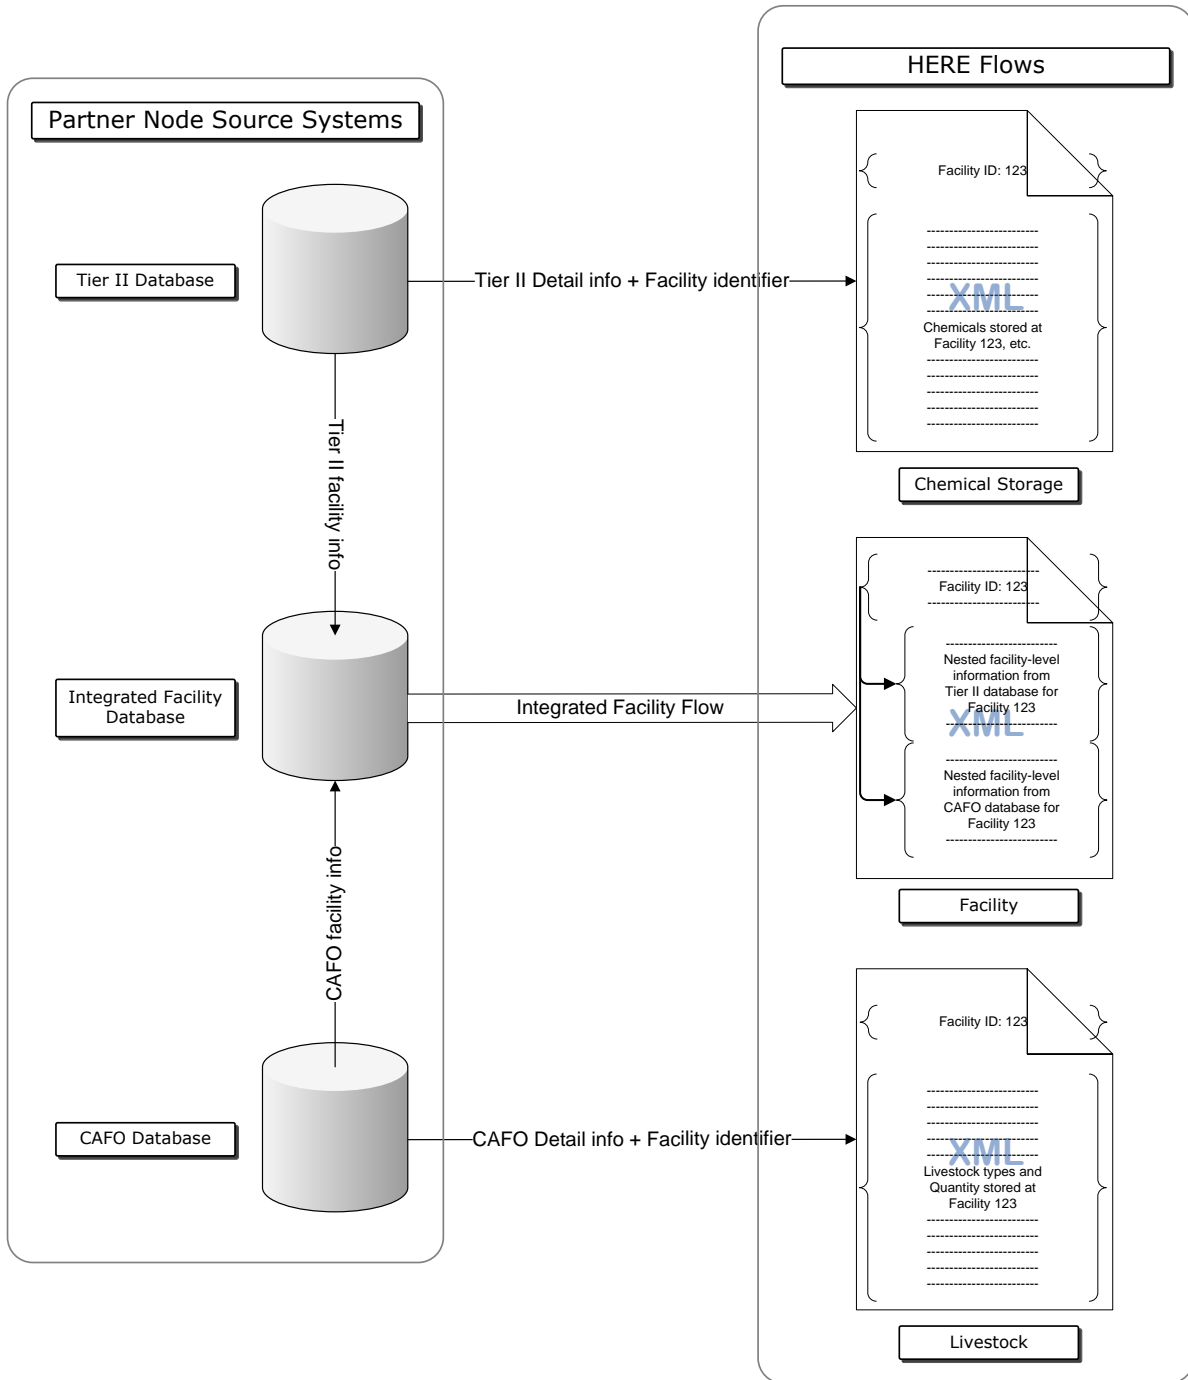 HERE Flows
Partner Node Source Systems
Facility ID: 123
Tier II Database
Tier II Detail info + Facility identifier
---------------------------
---------------------------
---------------------------
---------------------------
---------------------------
---------------------------
XML
Chemicals stored at
Facility 123, etc.
---------------------------
---------------------------
---------------------------
---------------------------
---------------------------
Chemical Storage
Tier II facility info
---------------------------
Facility ID: 123
---------------------------
Integrated Facility
Database
Integrated Facility Flow
---------------------------
Nested facility-level
information from
Tier II database for
Facility 123
---------------------------
XML
---------------------------
Nested facility-level
information from
CAFO database for
Facility 123
---------------------------
Facility
CAFO facility info
Facility ID: 123
CAFO Database
CAFO Detail info + Facility identifier
---------------------------
---------------------------
---------------------------
---------------------------
---------------------------
XML
Livestock types and
Quantity stored at
Facility 123
---------------------------
---------------------------
---------------------------
---------------------------
---------------------------
Livestock